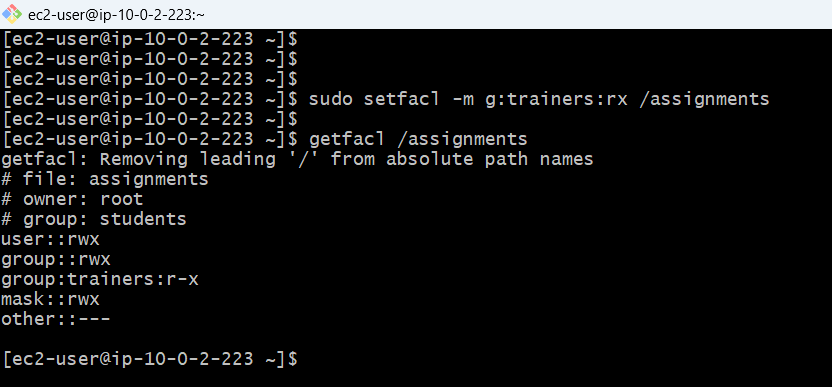 ec2-user@ip-10-0-2-223:~
[ec2-user@ip-10-0-2-223 ~]$
[ec2-user@ip-10-0-2-223 ~]$
[ec2-user@ip-10-0-2-223 ~]$
[ec2-user@ip-10-0-2-223 ~]$ sudo setfacl -m g:trainers:rx /assignments
[ec2-user@ip-10-0-2-223 ~]$
[ec2-user@ip-10-0-2-223 ~]$ getfacl /assignments
getfacl: Removing leading '/' from absolute path names
# file: assignments
# owner: root
# group: students
user::rwx
group::rwx
group:trainers:r-x
mask::rwx
other::---
[ec2-user@ip-10-0-2-223 ~]$